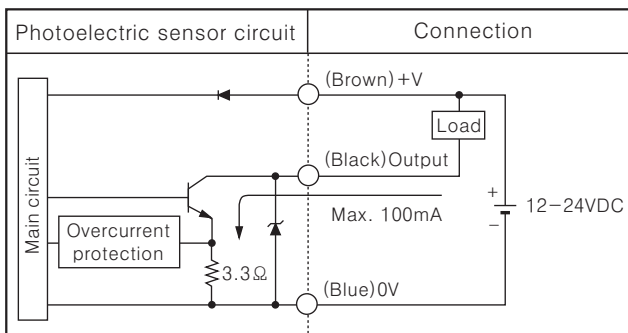 Photoelectric sensor circuit
Connection
(Brown)+V
Load
(Black)Output
Main circuit
Max. 100mA
+
12-24VDC
-
Overcurrent
protection
3.3Ω
(Blue)0V